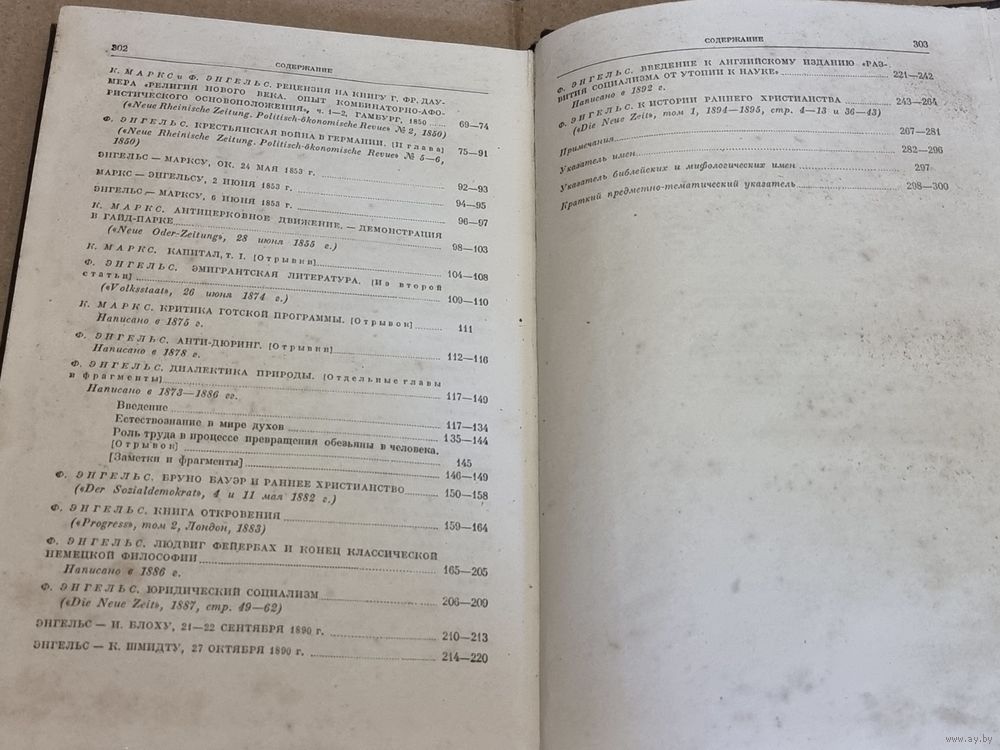 302
СОДЕРЖАНИЕ
К. МАРКС и Ф. ЭНГЕЛЬС. РЕЦЕНЗИЯ НА КНИГУ Г. ФР. ДАУ-
МЕРА «РЕЛИГИЯ НОВОГО ВЕКА. ОПЫТ КОМБИНАТОРНО-АФО-
РИСТИЧЕСКОГО ОСНОВОПОЛОЖЕНИЯ», ч. 1—2, ГАМБУРГ, 1850 69—74
(«Neue Rheinische Zeitung. Politisch-ökonomische Revue» № 2, 1850)
Ф. ЭНГЕЛЬС. КРЕСТЬЯНСКАЯ ВОЙНА В ГЕРМАНИИ. [II глава] 75—91
(«Neue Rheinische Zeitung. Politisch-ökonomische Revue» № 5—6,
1850)
ЭНГЕЛЬС — МАРКСУ, ОК. 24 МАЯ 1853 г. 92—93
МАРКС — ЭНГЕЛЬСУ, 2 ИЮНЯ 1853 г. 94—95
ЭНГЕЛЬС — МАРКСУ, 6 ИЮНЯ 1853 г. 96—97
К. МАРКС. АНТИЦЕРКОВНОЕ ДВИЖЕНИЕ. — ДЕМОНСТРАЦИЯ
В ГАЙД-ПАРКЕ 98—103
(«Neue Oder-Zeitung», 28 июня 1855 г.)
К. МАРКС. КАПИТАЛ, т. I. [Отрывки] 104—108
Ф. ЭНГЕЛЬС. ЭМИГРАНТСКАЯ ЛИТЕРАТУРА. [Из второй
статьи] 109—110
(«Volksstaat», 26 июня 1874 г.)
К. МАРКС. КРИТИКА ГОТСКОЙ ПРОГРАММЫ. [Отрывок] 111
Написано в 1875 г.
Ф. ЭНГЕЛЬС. АНТИ-ДЮРИНГ. [Отрывки] 112—116
Написано в 1878 г.
Ф. ЭНГЕЛЬС. ДИАЛЕКТИКА ПРИРОДЫ. [Отдельные главы
и фрагменты] 117—149
Написано в 1873—1886 гг.
Введение 117—134
Естествознание в мире духов 135—144
Роль труда в процессе превращения обезьяны в человека.
[Отрывок] 145
[Заметки и фрагменты] 146—149
Ф. ЭНГЕЛЬС. БРУНО БАУЭР И РАННЕЕ ХРИСТИАНСТВО 150—158
(«Der Sozialdemokrat», 4 и 11 мая 1882 г.)
Ф. ЭНГЕЛЬС. КНИГА ОТКРОВЕНИЯ 159—164
(«Progress», том 2, Лондон, 1883)
Ф. ЭНГЕЛЬС. ЛЮДВИГ ФЕЙЕРБАХ И КОНЕЦ КЛАССИЧЕСКОЙ
НЕМЕЦКОЙ ФИЛОСОФИИ 165—205
Написано в 1886 г.
Ф. ЭНГЕЛЬС. ЮРИДИЧЕСКИЙ СОЦИАЛИЗМ 206—209
(«Die Neue Zeit», 1887, стр. 49—62)
ЭНГЕЛЬС — И. БЛОХУ, 21—22 СЕНТЯБРЯ 1890 г. 210—213
ЭНГЕЛЬС — К. ШМИДТУ, 27 ОКТЯБРЯ 1890 г. 214—220
СОДЕРЖАНИЕ
303
Ф. ЭНГЕЛЬС. ВВЕДЕНИЕ К АНГЛИЙСКОМУ ИЗДАНИЮ «РАЗ-
ВИТИЯ СОЦИАЛИЗМА ОТ УТОПИИ К НАУКЕ» 221—242
Написано в 1892 г.
Ф. ЭНГЕЛЬС. К ИСТОРИИ РАННЕГО ХРИСТИАНСТВА 243—264
(«Die Neue Zeit», том 1, 1894—1895, стр. 4—13 и 36—43)
Примечания 267—281
Указатель имен 282—296
Указатель библейских и мифологических имен 297
Краткий предметно-тематический указатель 298—300
www.ay.by